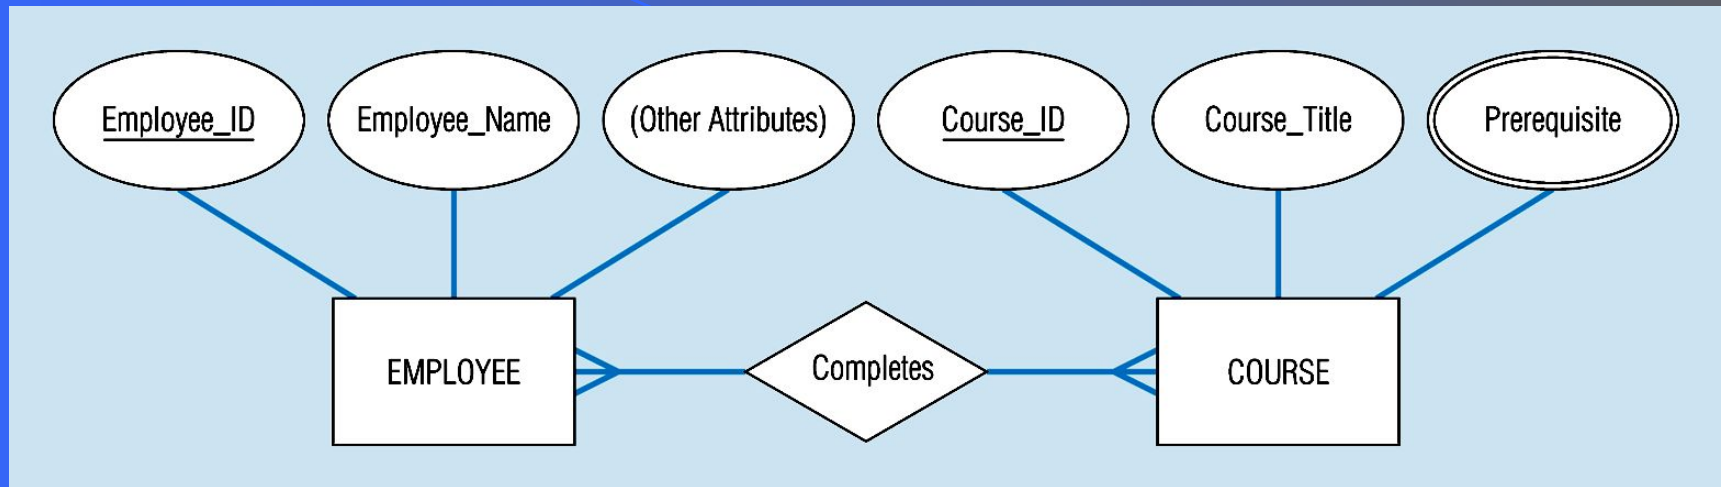 Employee_ID
Employee_Name
(Other Attributes)
Course_ID
Course_Title
Prerequisite
EMPLOYEE
Completes
COURSE